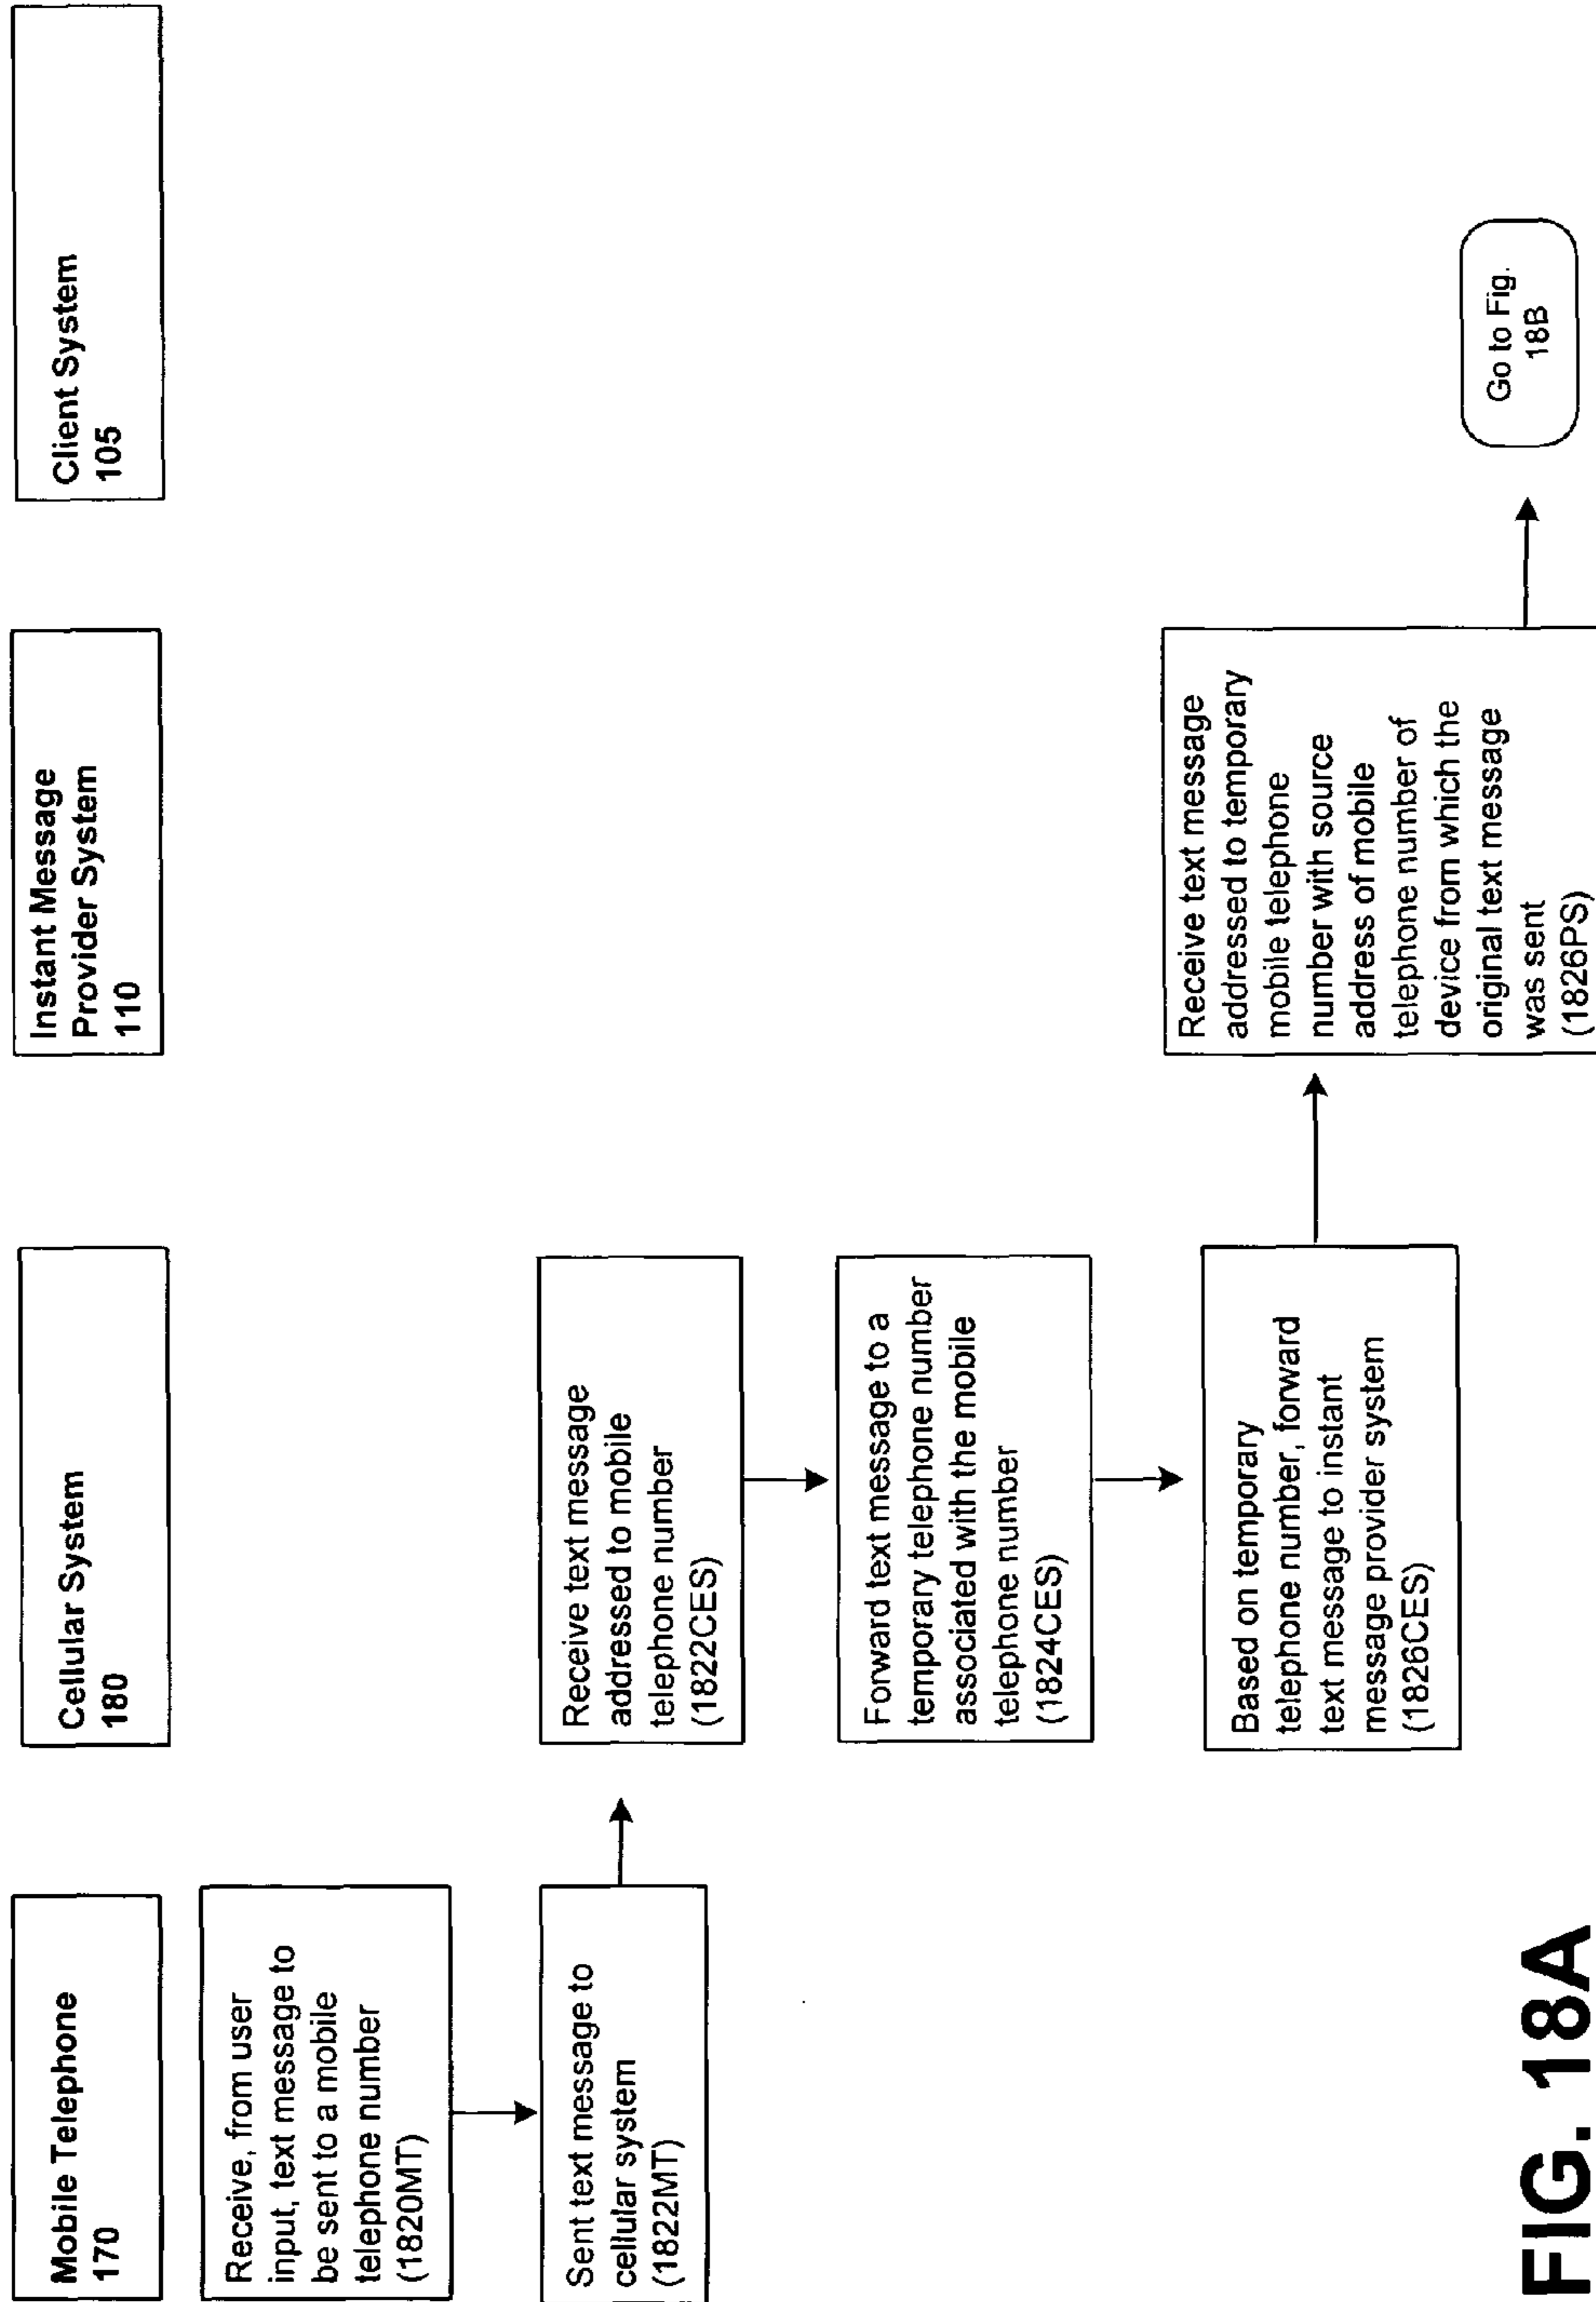 Mobile Telephone
170
Cellular System
180
Instant Message
Provider System
110
Client System
105
Receive, from user
input, text message to
be sent to a mobile
telephone number
(1820MT)
Sent text message to
cellular system
(1822MT)
Receive text message
addressed to mobile
telephone number
(1822CES)
Forward text message to a
temporary telephone number
associated with the mobile
telephone number
(1824CES)
Based on temporary
telephone number, forward
text message to instant
message provider system
(1826CES)
Receive text message
addressed to temporary
mobile telephone
number with source
address of mobile
telephone number of
device from which the
original text message
was sent
(1826PS)
Go to Fig.
18B
FIG. 18A